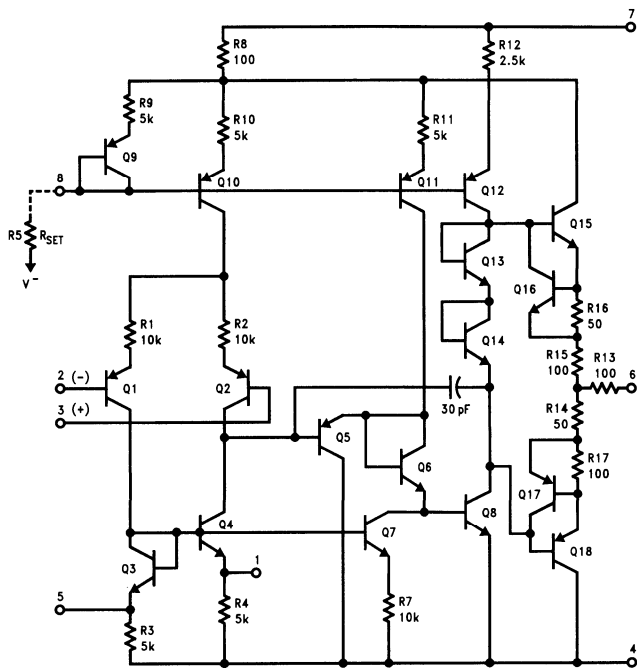 7
R8
100
R12
2.5k
R9
5k
R10
5k
R11
5k
Q9
8
Q10
Q11
Q12
Q15
R5
RSET
V-
Q13
Q16
R16
50
R1
10k
R2
10k
Q14
R15
100
R13
100
6
2 (-)
Q1
Q2
3 (+)
30 pF
R14
50
Q5
Q6
Q17
R17
100
Q4
Q7
Q8
Q18
Q3
1
5
R3
5k
R4
5k
R7
10k
4